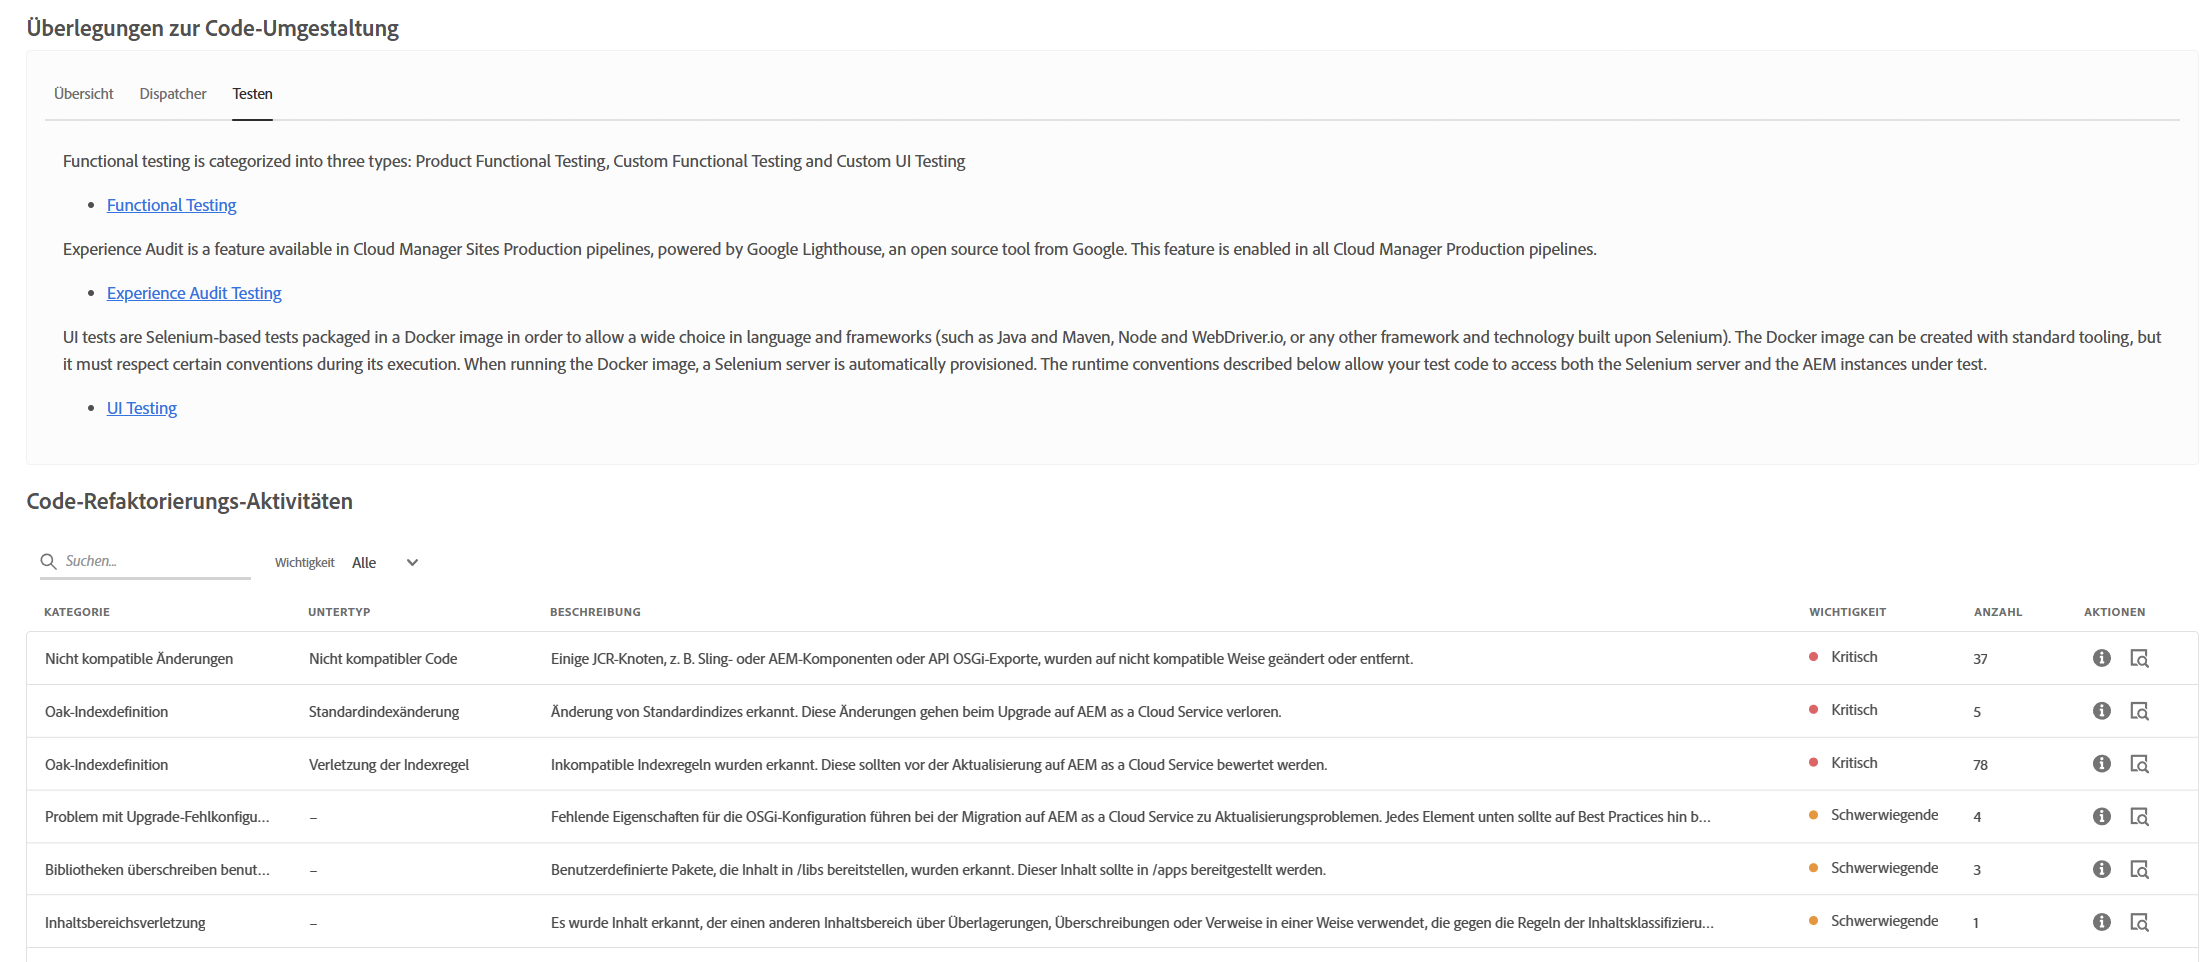 Überlegungen zur Code-Umgestaltung
Übersicht Dispatcher Testen
Functional testing is categorized into three types: Product Functional Testing, Custom Functional Testing and Custom UI Testing
• Functional Testing
Experience Audit is a feature available in Cloud Manager Sites Production pipelines, powered by Google Lighthouse, an open source tool from Google. This feature is enabled in all Cloud Manager Production pipelines.
• Experience Audit Testing
UI tests are Selenium-based tests packaged in a Docker image in order to allow a wide choice in language and frameworks (such as Java and Maven, Node and WebDriver.io, or any other framework and technology built upon Selenium). The Docker image can be created with standard tooling, but
it must respect certain conventions during its execution. When running the Docker image, a Selenium server is automatically provisioned. The runtime conventions described below allow your test code to access both the Selenium server and the AEM instances under test.
• UI Testing
Code-Refaktorierungs-Aktivitäten
Suchen... Wichtigkeit Alle
KATEGORIE UNTERTYP BESCHREIBUNG WICHTIGKEIT ANZAHL AKTIONEN
Nicht kompatible Änderungen Nicht kompatibler Code Einige JCR-Knoten, z. B. Sling- oder AEM-Komponenten oder API OSGi-Exporte, wurden auf nicht kompatible Weise geändert oder entfernt. Kritisch 37
Oak-Indexdefinition Standardindexänderung Änderung von Standardindizes erkannt. Diese Änderungen gehen beim Upgrade auf AEM as a Cloud Service verloren. Kritisch 5
Oak-Indexdefinition Verletzung der Indexregel Inkompatible Indexregeln wurden erkannt. Diese sollten vor der Aktualisierung auf AEM as a Cloud Service bewertet werden. Kritisch 78
Problem mit Upgrade-Fehlkonfigu... – Fehlende Eigenschaften für die OSGi-Konfiguration führen bei der Migration auf AEM as a Cloud Service zu Aktualisierungsproblemen. Jedes Element unten sollte auf Best Practices hin b... Schwerwiegende 4
Bibliotheken überschreiben benut... – Benutzerdefinierte Pakete, die Inhalt in /libs bereitstellen, wurden erkannt. Dieser Inhalt sollte in /apps bereitgestellt werden. Schwerwiegende 3
Inhaltsbereichsverletzung – Es wurde Inhalt erkannt, der einen anderen Inhaltsbereich über Überlagerungen, Überschreibungen oder Verweise in einer Weise verwendet, die gegen die Regeln der Inhaltsklassifizieru... Schwerwiegende 1